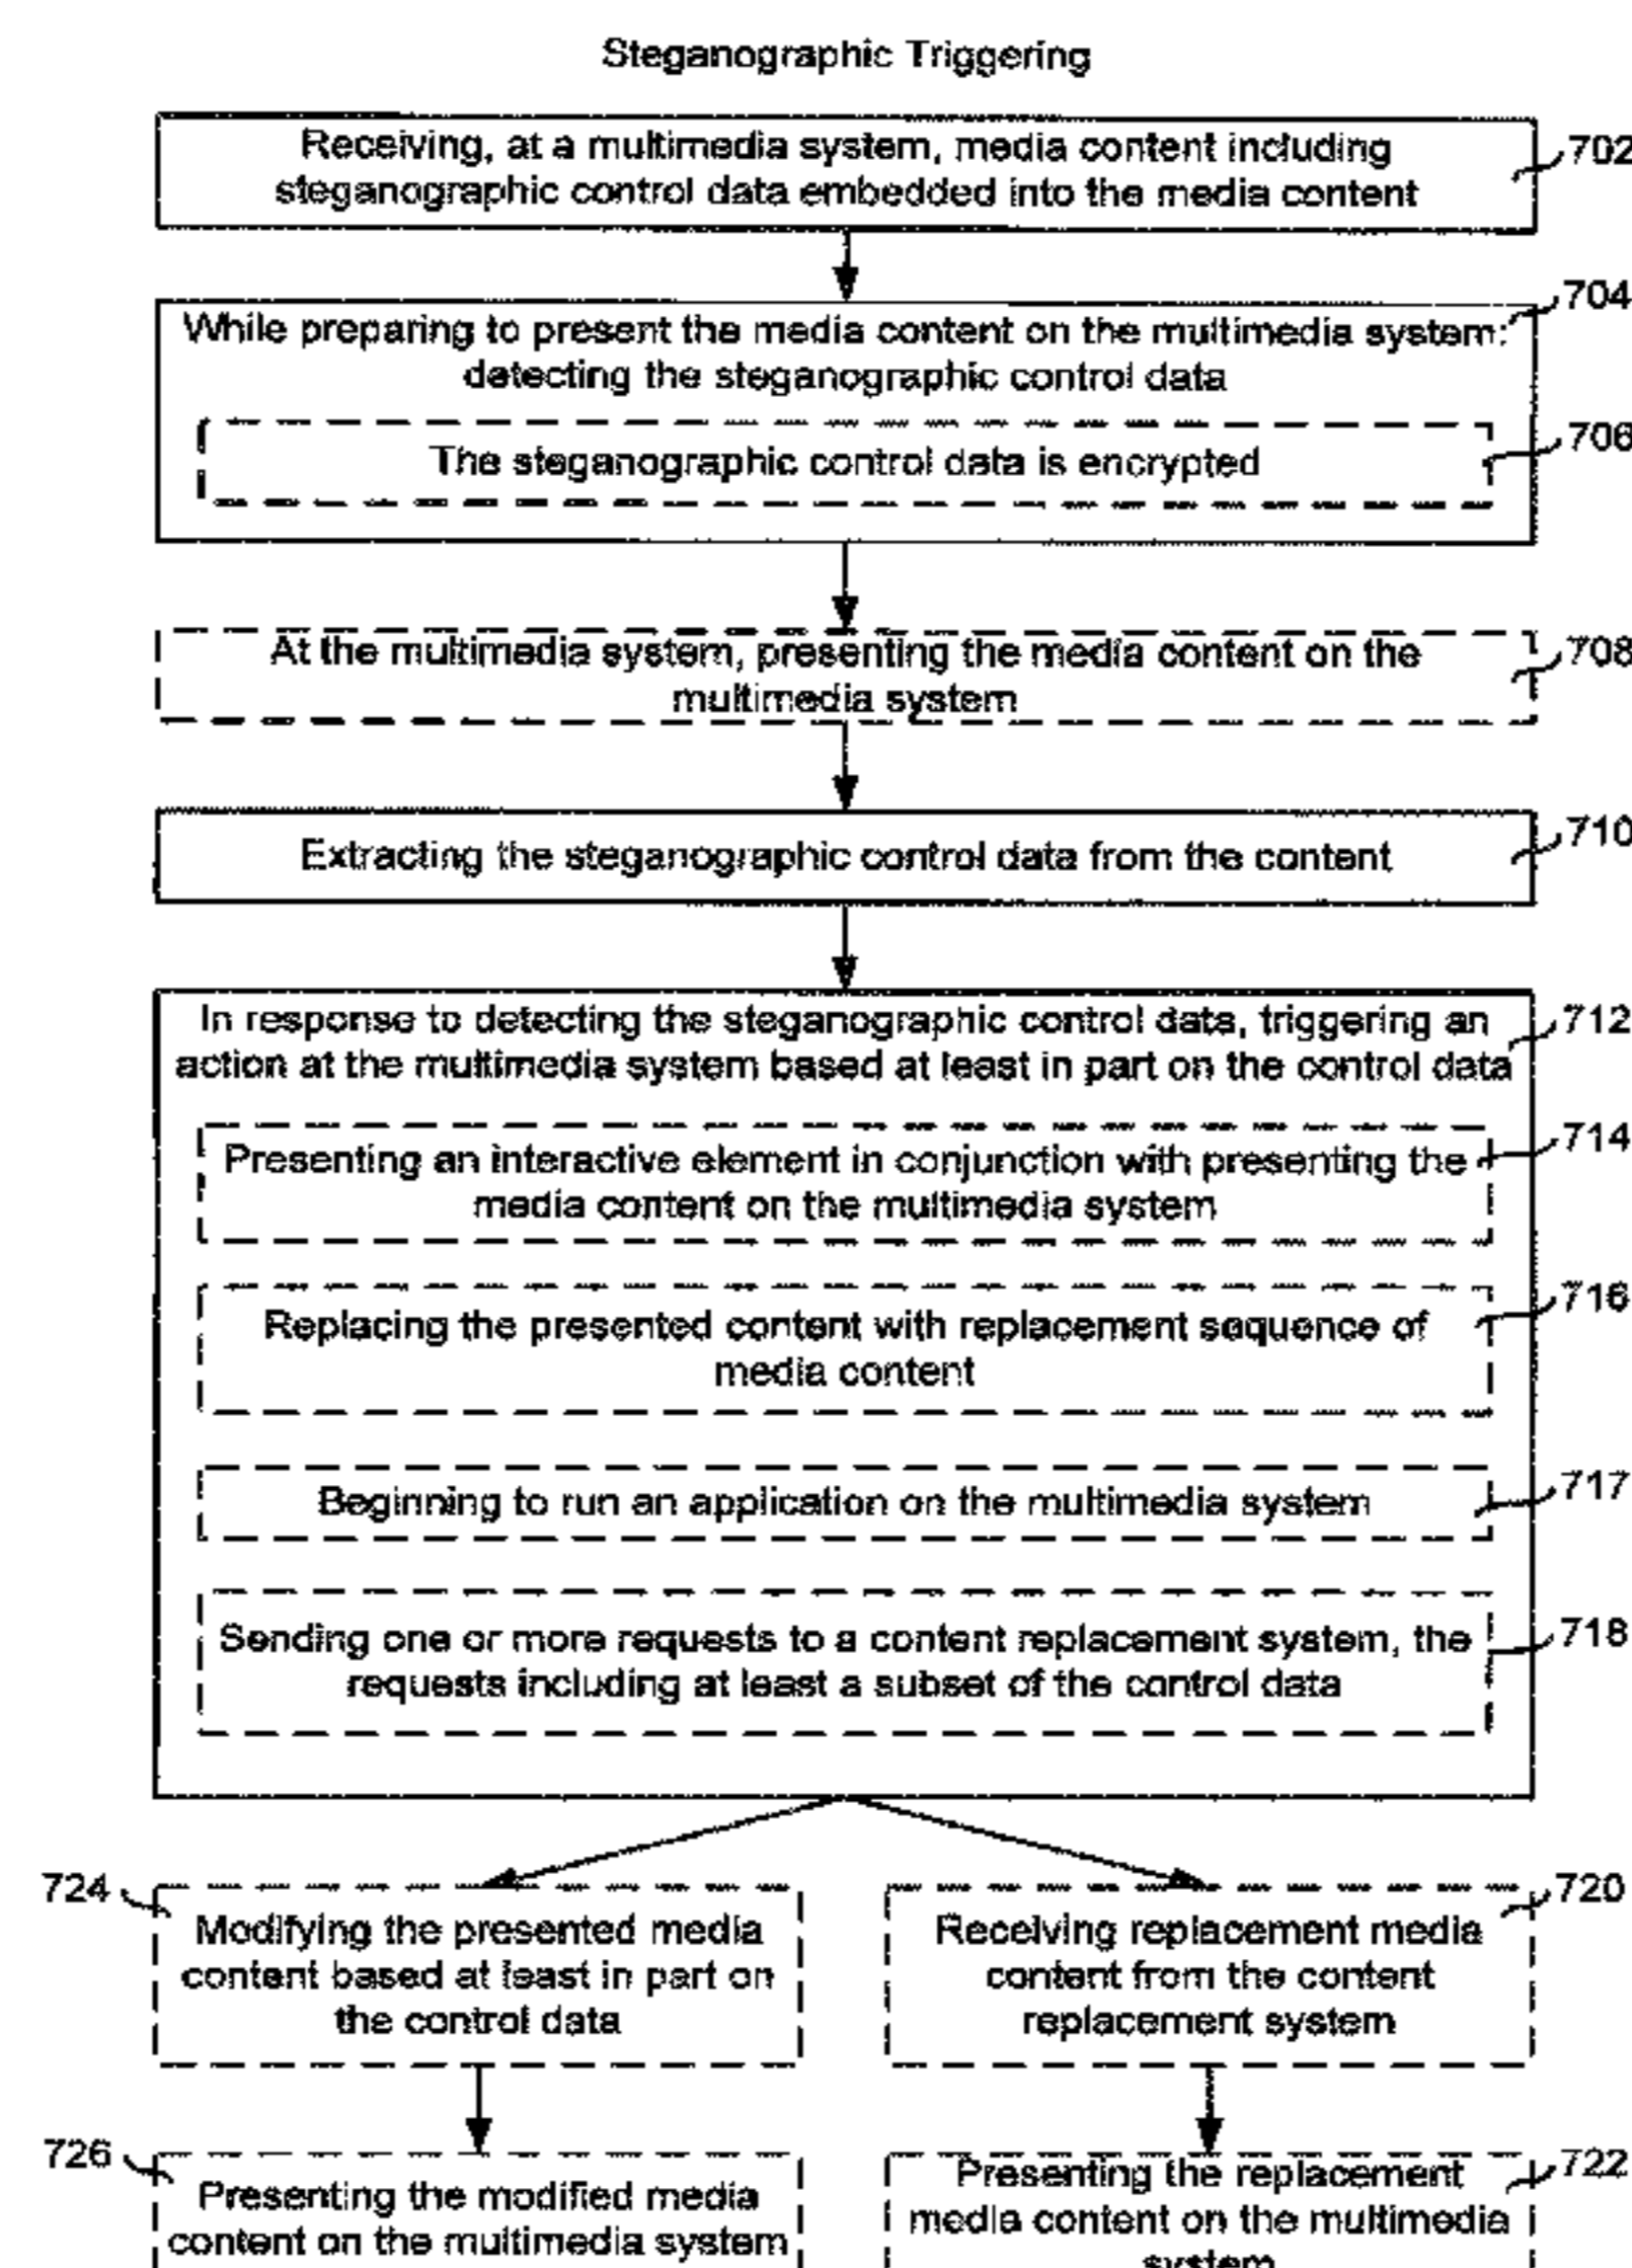 Steganographic Triggering
Receiving, at a multimedia system, media content including
steganographic control data embedded into the media content
702
704
While preparing to present the media content on the multimedia system:
detecting the steganographic control data
706
The steganographic control data is encrypted
At the multimedia system, presenting the media content on the
multimedia system
708
Extracting the steganographic control data from the content
710
In response to detecting the steganographic control data, triggering an
action at the multimedia system based at least in part on the control data
712
Presenting an interactive element in conjunction with presenting the
media content on the multimedia system
714
Replacing the presented content with replacement sequence of
media content
716
Beginning to run an application on the multimedia system
717
Sending one or more requests to a content replacement system, the
requests including at least a subset of the control data
718
724
Modifying the presented media
content based at least in part on
the control data
720
Receiving replacement media
content from the content
replacement system
726
Presenting the modified media
content on the multimedia system
722
Presenting the replacement
media content on the multimedia
system